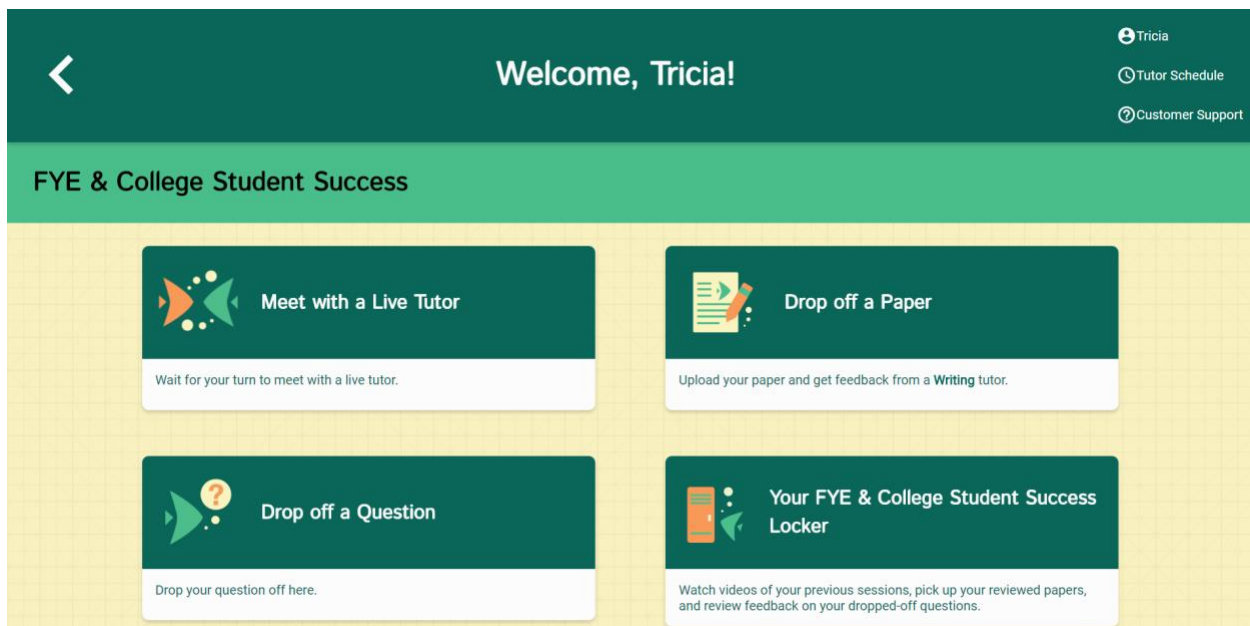 Welcome, Tricia!
Tricia
Tutor Schedule
Customer Support
FYE & College Student Success
Meet with a Live Tutor
Wait for your turn to meet with a live tutor.
Drop off a Paper
Upload your paper and get feedback from a Writing tutor.
?
Drop off a Question
Drop your question off here.
Your FYE & College Student Success
Locker
Watch videos of your previous sessions, pick up your reviewed papers,
and review feedback on your dropped-off questions.